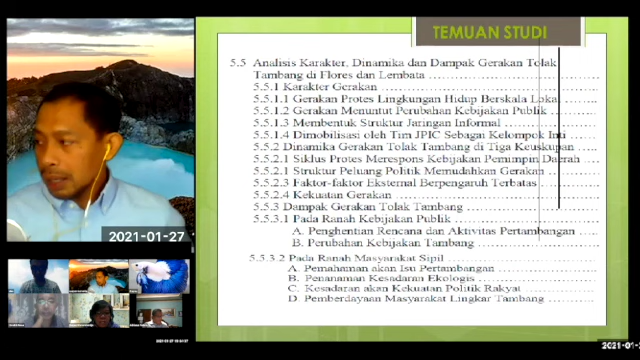 TEMUAN STUDI
5.5 Analisis Karakter, Dinamika dan Dampak Gerakan Tolak
Tambang di Flores dan Lembata
5.5.1 Karakter Gerakan
5.5.1.1 Gerakan Protes Lingkungan Hidup Berskala Lokal
5.5.1.2 Gerakan Menuntut Perubahan Kebijakan Publik
5.5.1.3 Membentuk Struktur Jaringan Informal
5.5.1.4 Dimobilisasi oleh Tim JPIC Sebagai Kelompok Inti
5.5.2 Dinamika Gerakan Tolak Tambang di Tiga Keuskupan
5.5.2.1 Siklus Protes Merespons Kebijakan Pemimpin Daerah
5.5.2.1 Struktur Peluang Politik Memudahkan Gerakan
5.5.2.3 Faktor-faktor Eksternal Berpengaruh Terbatas
5.5.2.4 Kekuatan Gerakan
5.5.3 Dampak Gerakan Tolak Tambang
5.5.3.1 Pada Ranah Kebijakan Publik
A. Penghentian Rencana dan Aktivitas Pertambangan
B. Perubahan Kebijakan Tambang
5.5.3.2 Pada Ranah Masyarakat Sipil
A. Pemahaman akan Isu Pertambangan
B. Penanaman Kesadaran Ekologis
C. Kesadaran akan Kekuatan Politik Rakyat
D Pemberdayaan Masyarakat Lingkar Tambang
2021-01-27
2021-01-2